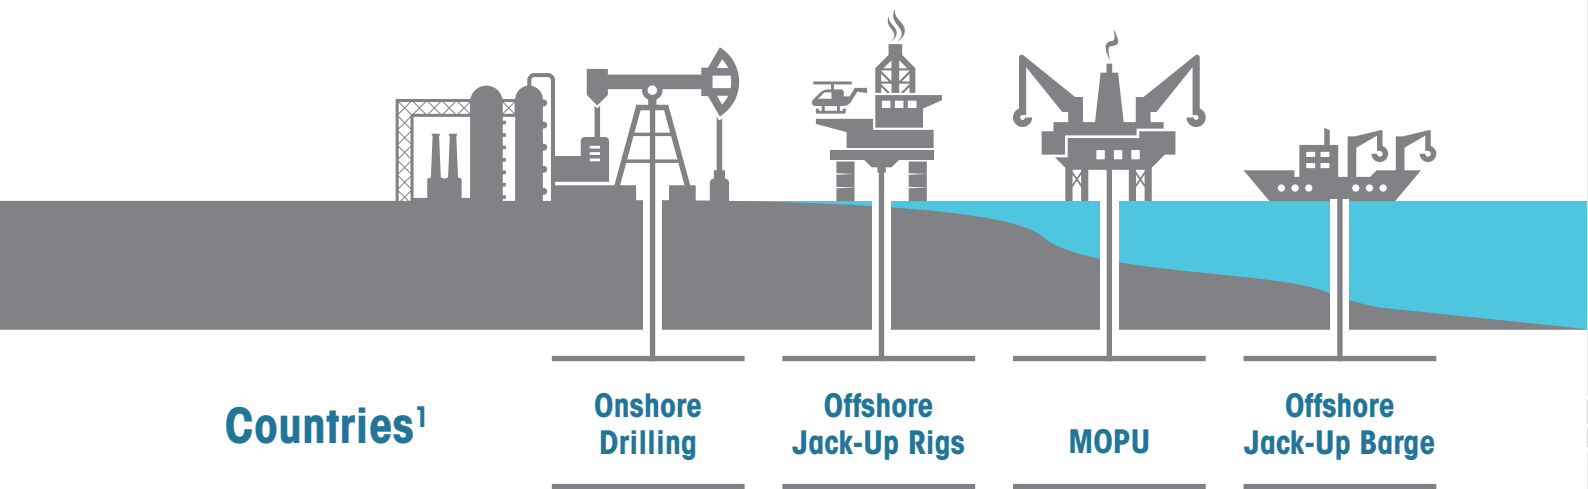 Countries¹
Onshore
Drilling
Offshore
Jack-Up Rigs
MOPU
Offshore
Jack-Up Barge